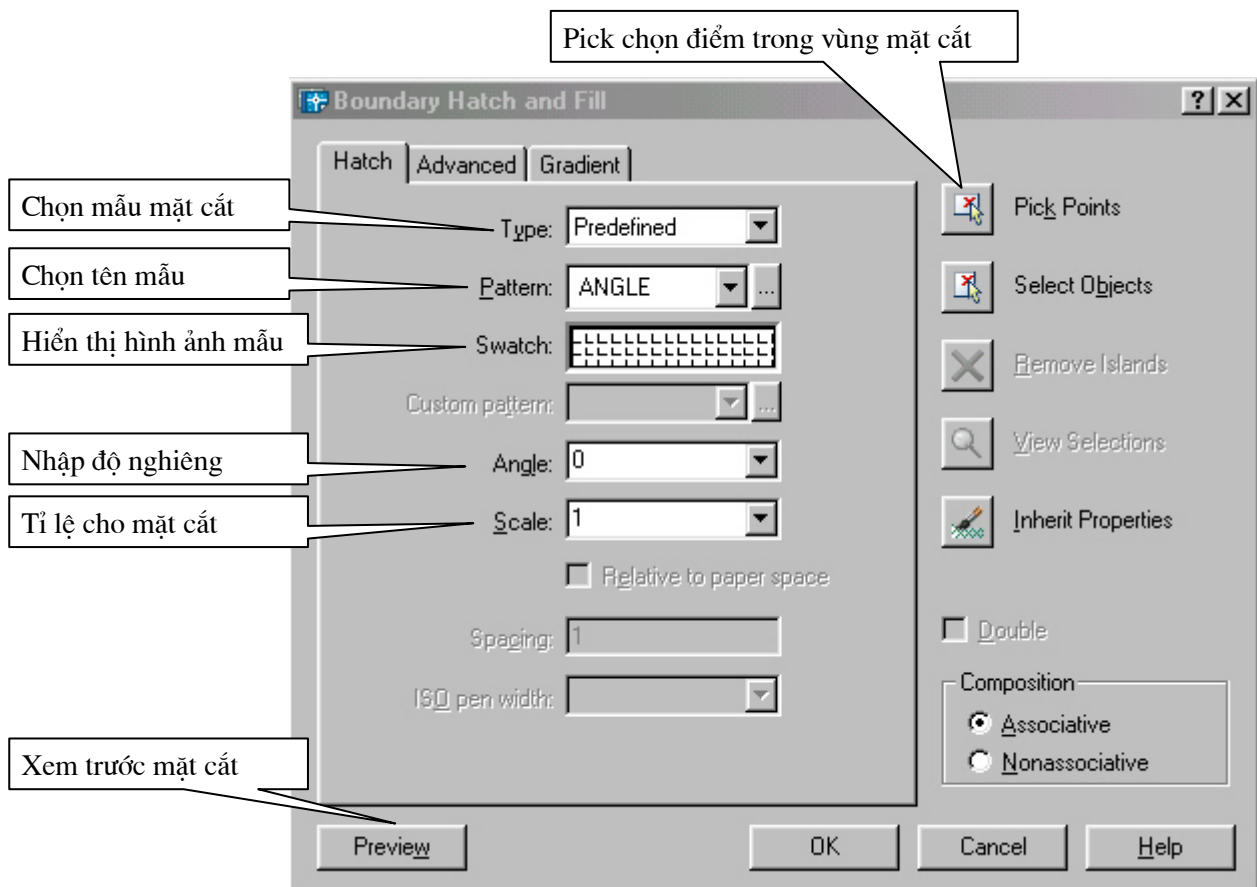 Pick chọn điểm trong vùng mặt cắt
Boundary Hatch and Fill
Hatch Advanced Gradient
Chọn mẫu mặt cắt
Type: Predefined
Pick Points
Chọn tên mẫu
Pattern: ANGLE ...
Select Objects
Hiển thị hình ảnh mẫu
Swatch:
Remove Islands
Custom pattern: ...
View Selections
Nhập độ nghiêng
Angle: 0
Tỉ lệ cho mặt cắt
Scale: 1
Inherit Properties
Relative to paper space
Spacing: 1
Double
ISO pen width:
Composition
Associative
Nonassociative
Xem trước mặt cắt
Preview OK Cancel Help